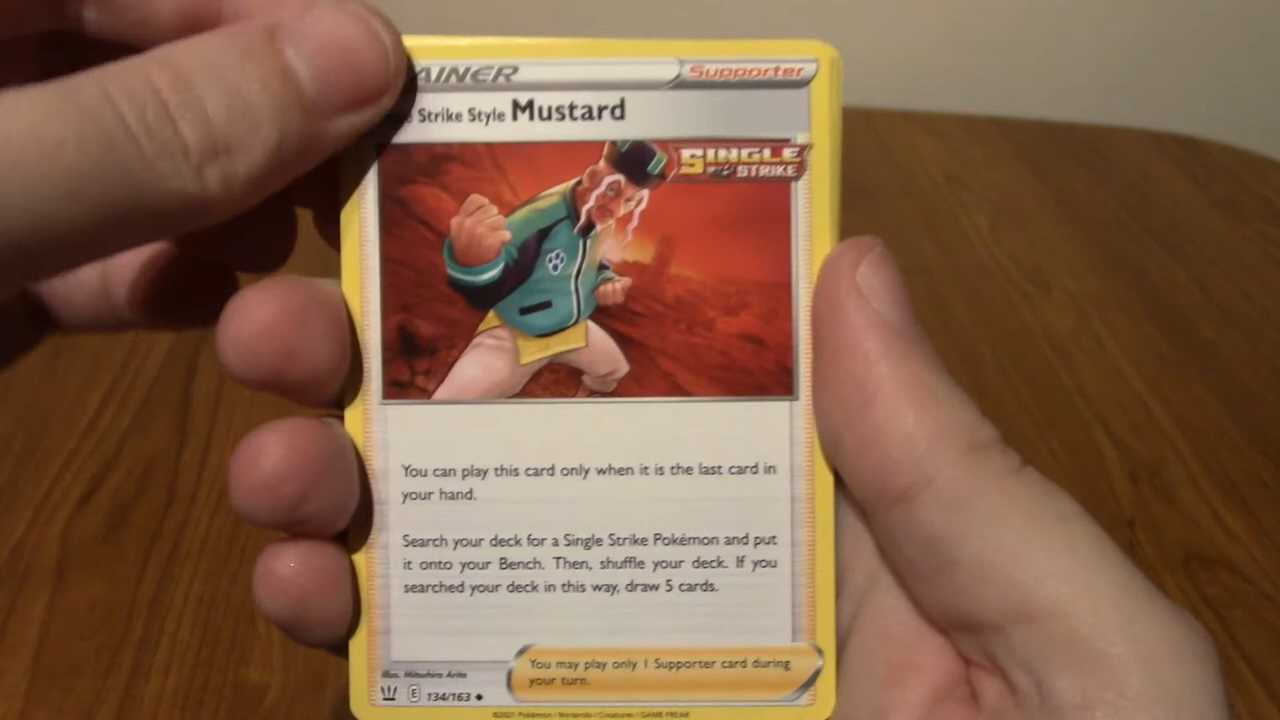 AINER Supporter
e Strike Style Mustard
SINGLE
STRIKE
You can play this card only when it is the last card in
your hand.
Search your deck for a Single Strike Pokémon and put
it onto your Bench. Then, shuffle your deck. If you
searched your deck in this way, draw 5 cards.
You may play only 1 Supporter card during
your turn.
Illus. Mitsuhiro Arita
E 134/163
©2021 Pokémon / Nintendo / Creatures / GAME FREAK